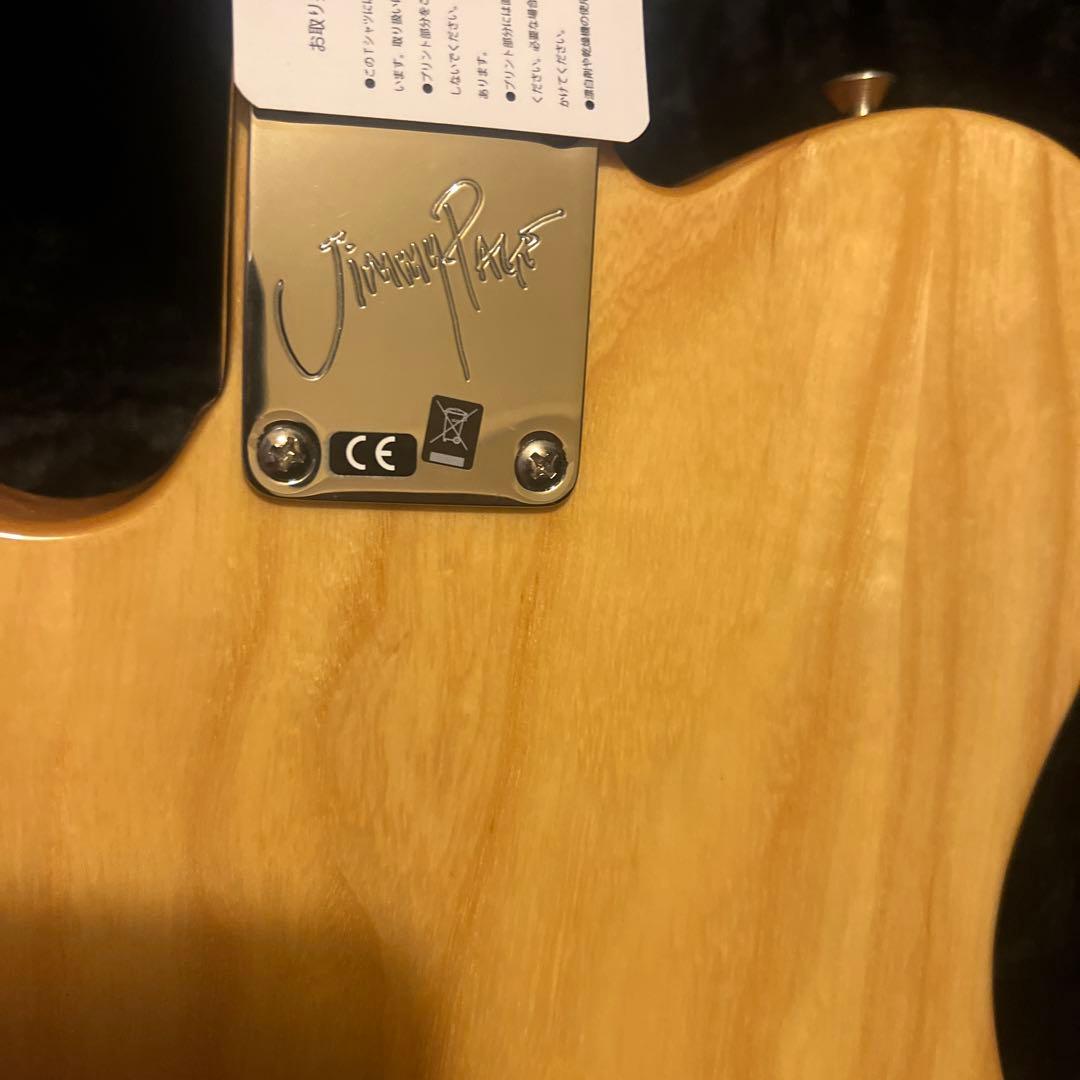 お取り
●このTシャツに
います。取り扱い
●プリント部分をこ
しないでください。
あります。
●プリント部分には直
ください。必要な場合
かけてください。
●漂白剤や乾燥機の使用
Jimmy Page
CE